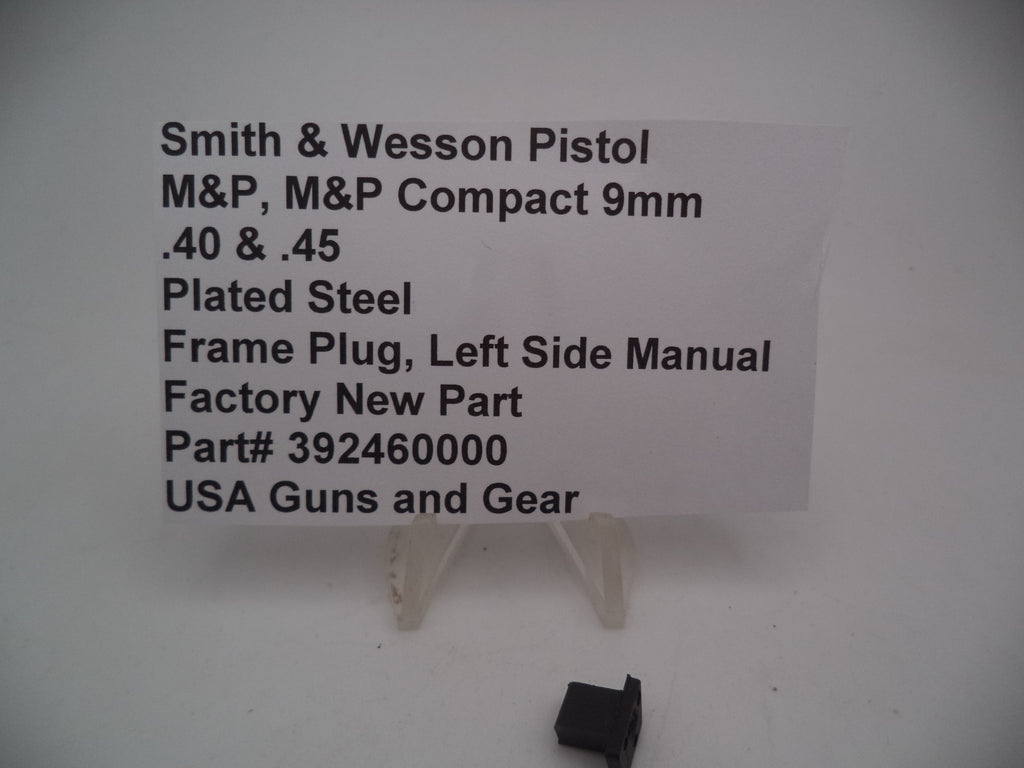 Smith & Wesson Pistol
M&P, M&P Compact 9mm
.40 & .45
Plated Steel
Frame Plug, Left Side Manual
Factory New Part
Part# 392460000
USA Guns and Gear